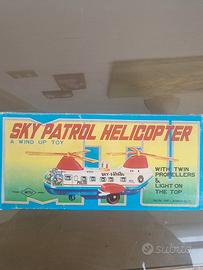 SKY PATROL HELICOPTER
A WIND UP TOY
WITH TWIN
PROPELLERS
&
LIGHT ON
THE TOP
subito